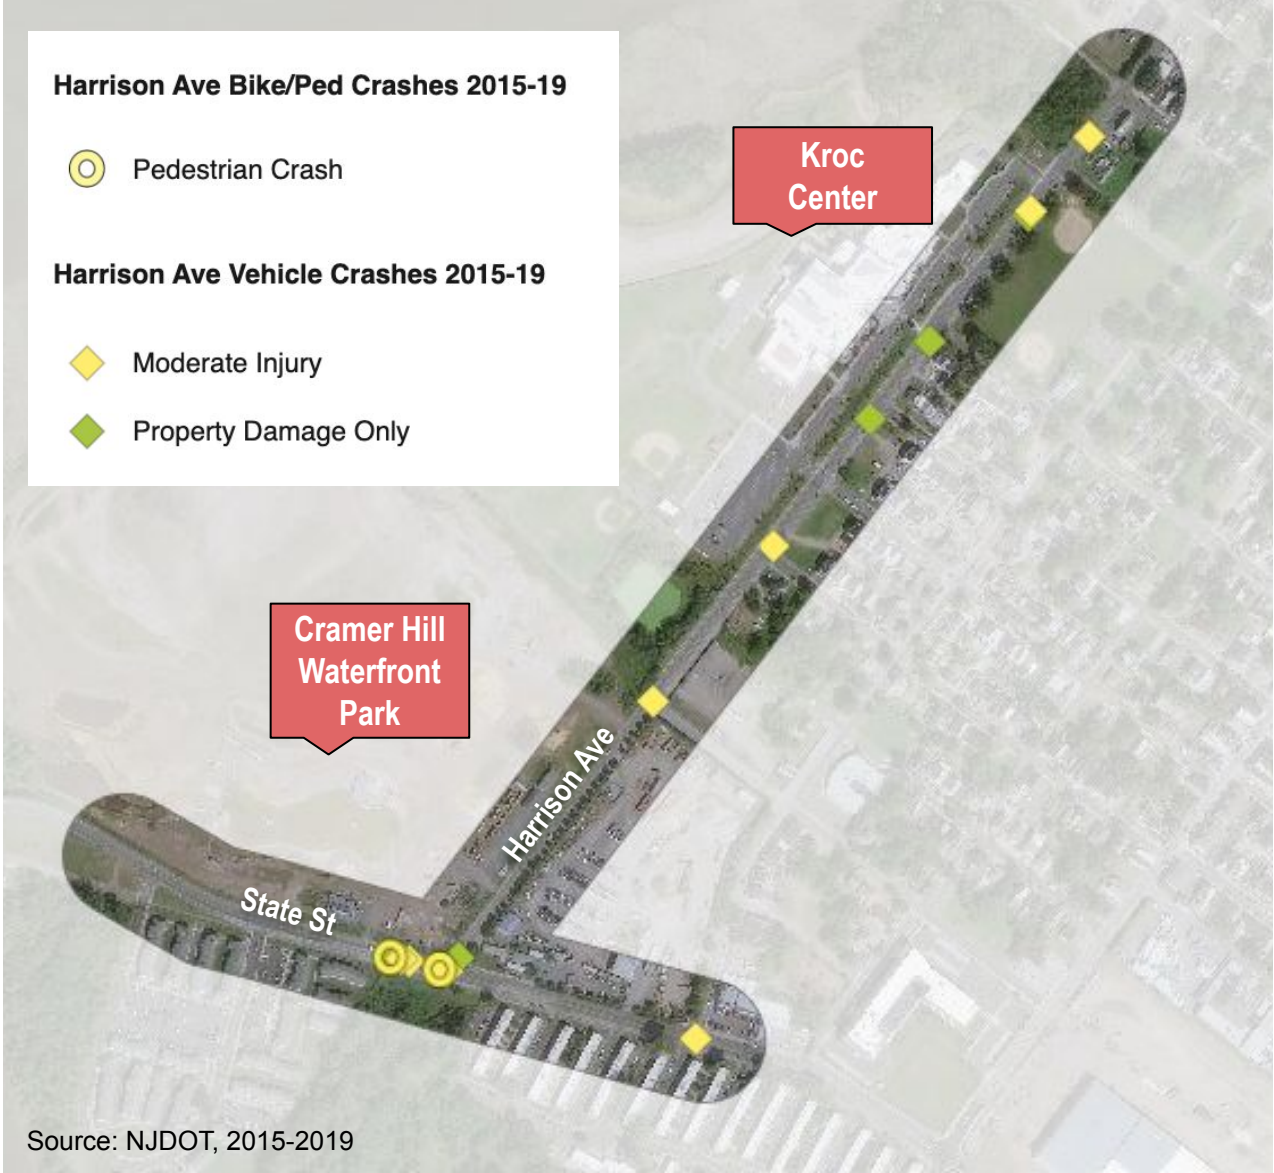 Harrison Ave Bike/Ped Crashes 2015-19
Pedestrian Crash
Harrison Ave Vehicle Crashes 2015-19
Moderate Injury
Property Damage Only
Kroc
Center
Cramer Hill
Waterfront
Park
Harrison Ave
State St
Source: NJDOT, 2015-2019